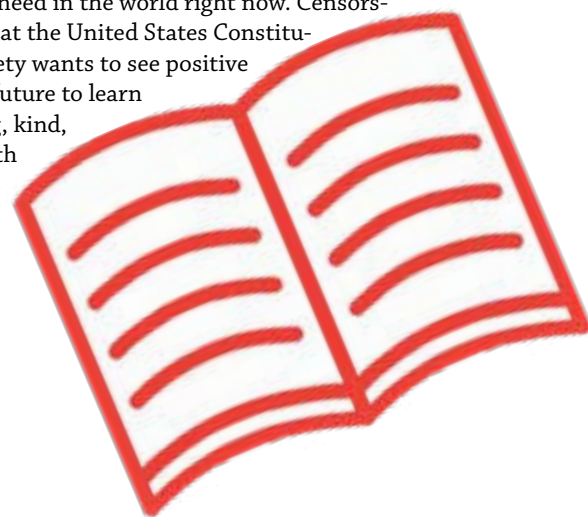 need in the world right now. Censors-
at the United States Constitu-
ety wants to see positive
uture to learn
, kind,
th